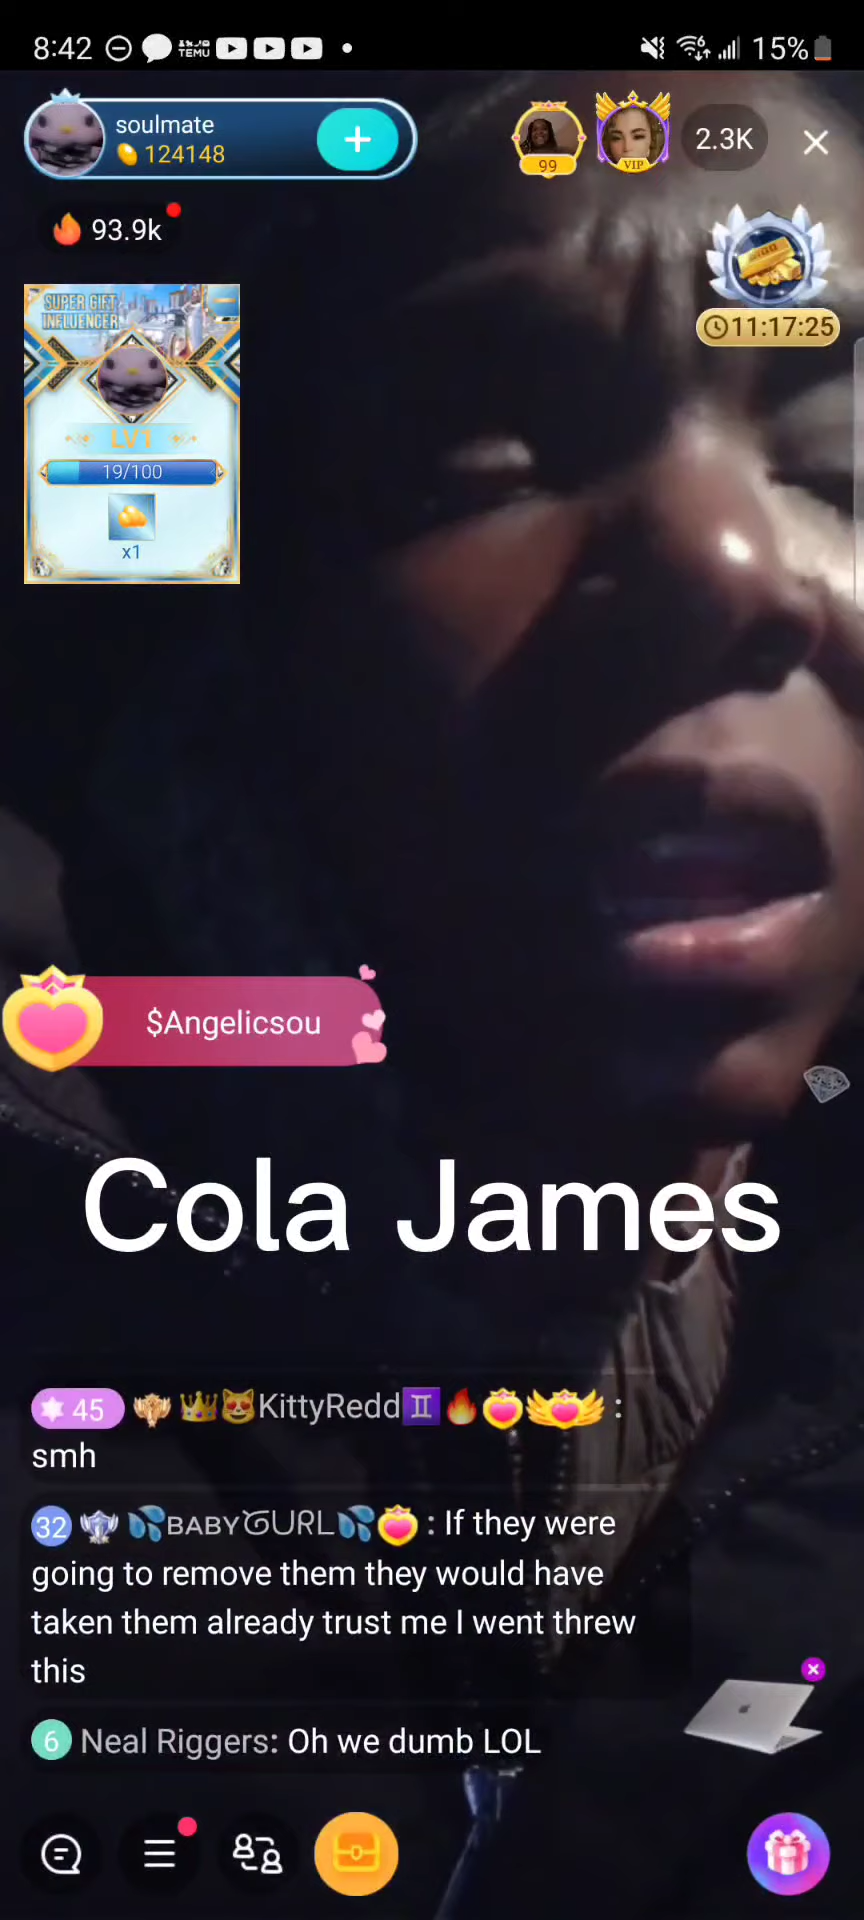 8:42 TEMU 15%
soulmate
124148
99 VIP 2.3K
93.9k
11:17:25
SUPER GIFT
INFLUENCER
LV1
19/100
x1
$Angelicsou
Cola James
45 KittyRedd♊ :
smh
32 BABYGURL : If they were
going to remove them they would have
taken them already trust me I went threw
this
6 Neal Riggers: Oh we dumb LOL